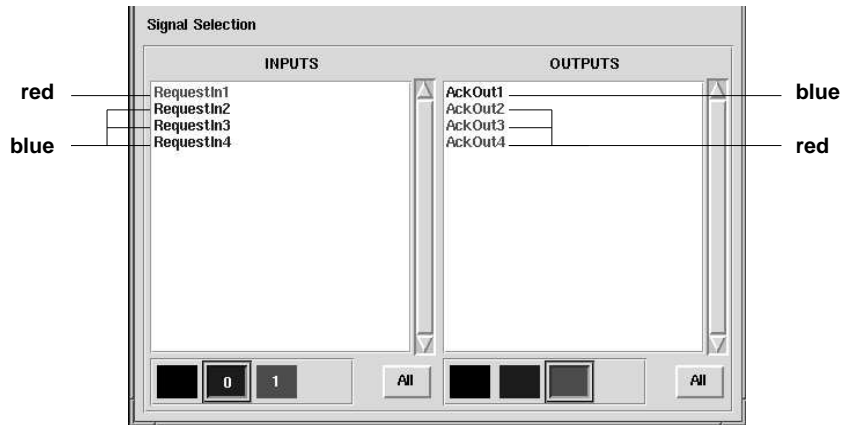 Signal Selection
INPUTS
OUTPUTS
red
RequestIn1
RequestIn2
RequestIn3
RequestIn4
blue
AckOut1
AckOut2
AckOut3
AckOut4
blue
red
0
1
All
All